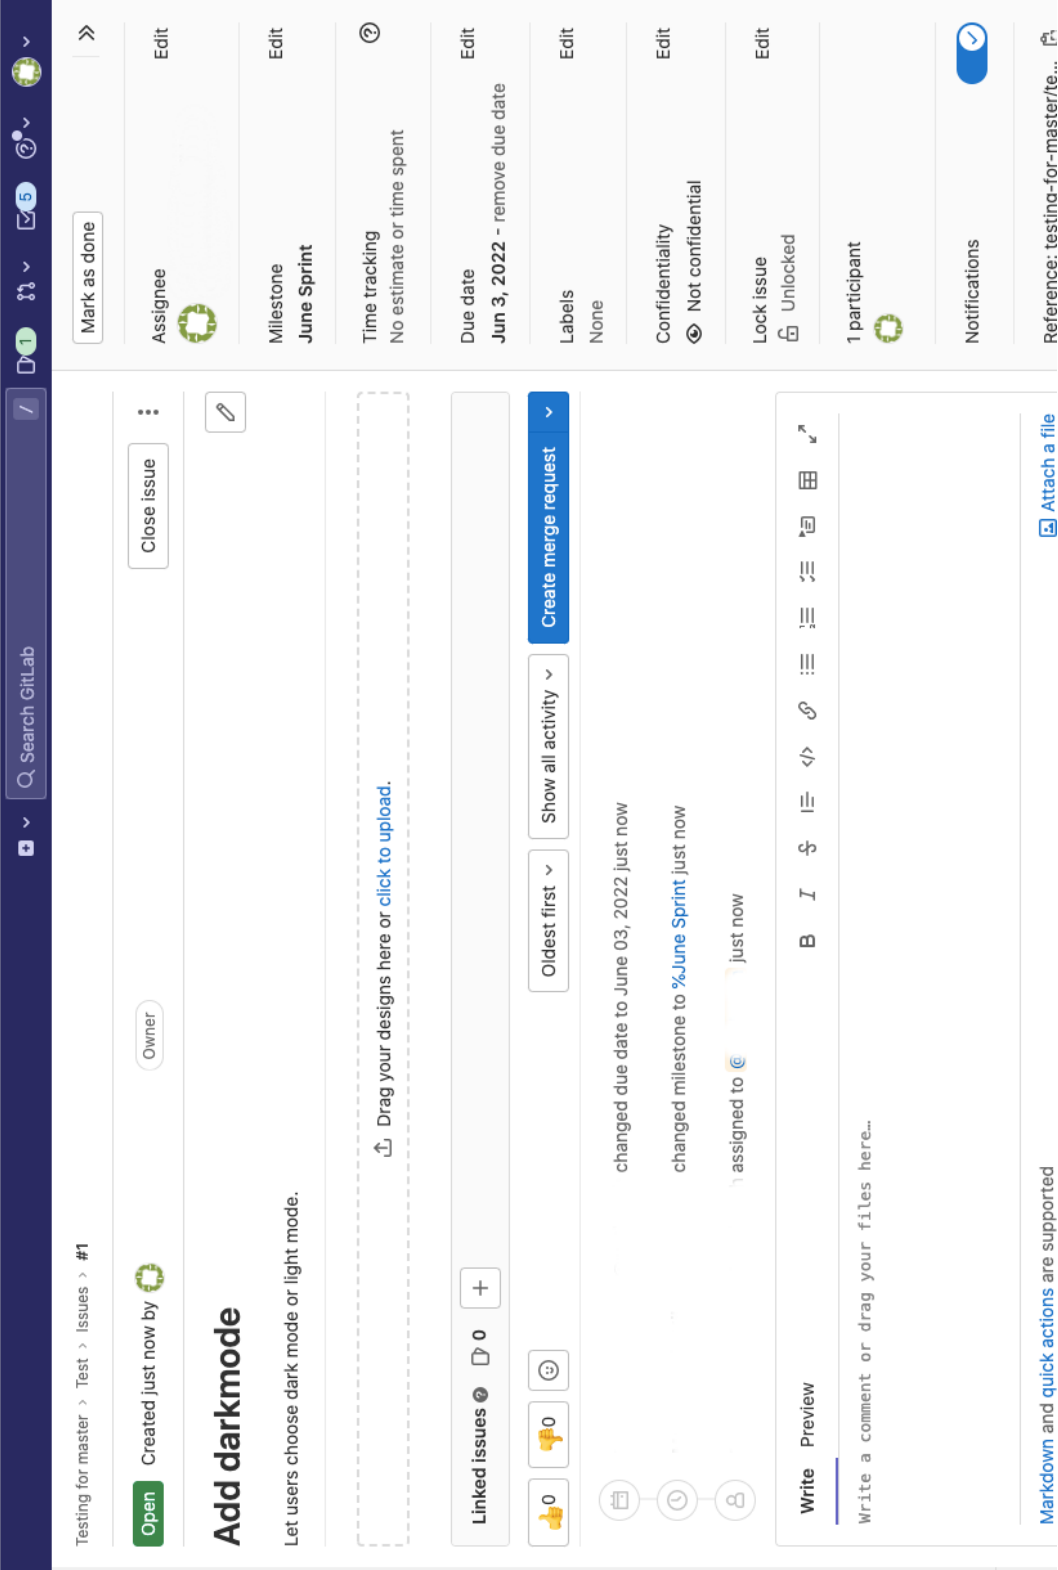 Search GitLab
/
1
5
Testing for master > Test > Issues > #1
Open
Created just now by
Owner
Close issue
Add darkmode
Let users choose dark mode or light mode.
Drag your designs here or click to upload.
Linked issues
0
0
0
Oldest first
Show all activity
Create merge request
changed due date to June 03, 2022 just now
changed milestone to %June Sprint just now
assigned to @ just now
Write
Preview
B
I
S
Write a comment or drag your files here…
Markdown and quick actions are supported
Attach a file
Mark as done
Assignee
Edit
Milestone
Edit
June Sprint
Time tracking
No estimate or time spent
Due date
Edit
Jun 3, 2022 - remove due date
Labels
Edit
None
Confidentiality
Edit
Not confidential
Lock issue
Edit
Unlocked
1 participant
Notifications
Reference: testing-for-master/te...